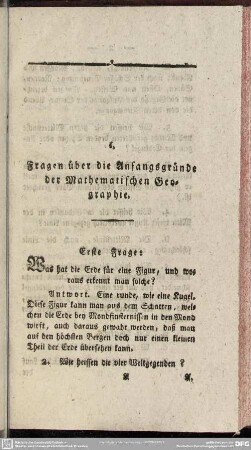 Fragen über die Anfangsgründe
der Mathematischen Geo-
graphie.
Erste Frage:
Was hat die Erde für eine Figur, und wo-
raus erkennt man solche?
Antwort. Eine runde, wie eine Kugel.
Diese Figur kann man aus dem Schatten, wel-
chen die Erde bey Mondfinsternissen in den Mond
wirft, auch daraus gewahr werden, daß man
auf den höchsten Bergen doch nur einen kleinen
Theil der Erde übersehen kann.
2. Wie heissen die vier Weltgegenden?
A A.